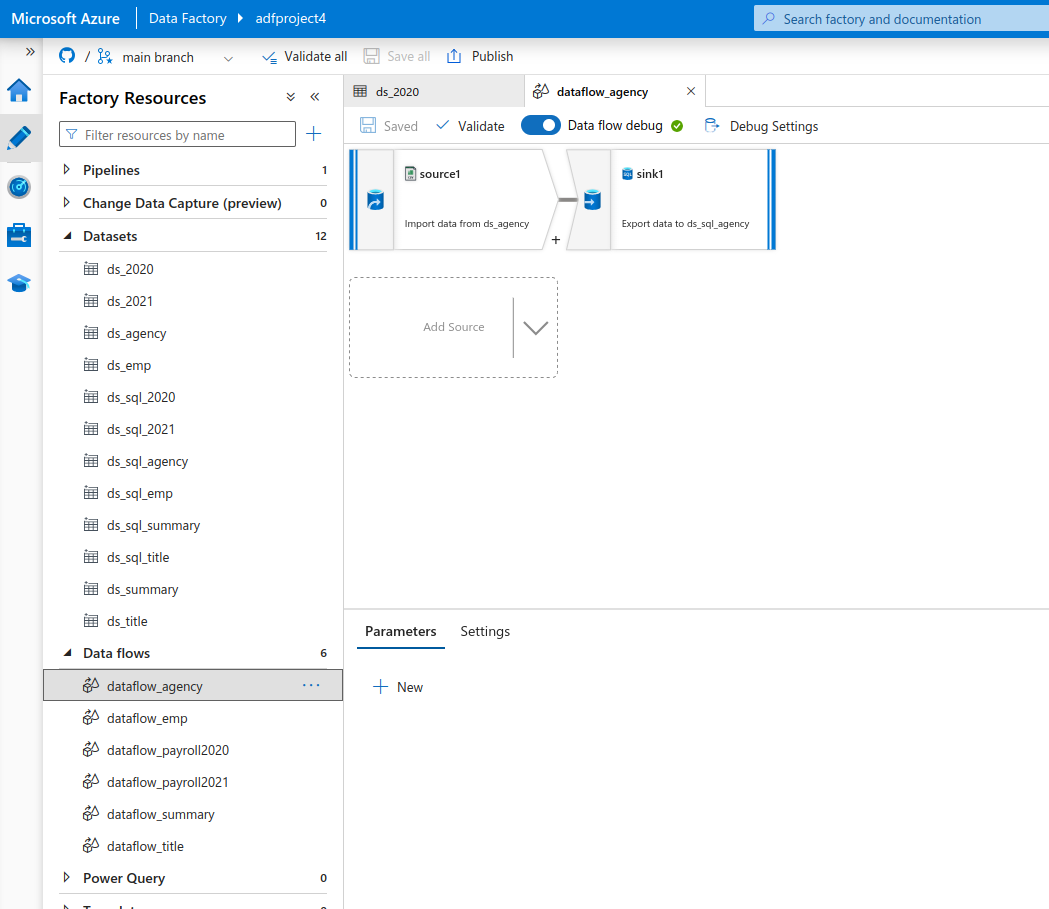 Microsoft Azure Data Factory adfproject4 Search factory and documentation
/ main branch Validate all Save all Publish
Factory Resources
Filter resources by name
Pipelines 1
Change Data Capture (preview) 0
Datasets 12
ds_2020
ds_2021
ds_agency
ds_emp
ds_sql_2020
ds_sql_2021
ds_sql_agency
ds_sql_emp
ds_sql_summary
ds_sql_title
ds_summary
ds_title
Data flows 6
dataflow_agency ...
dataflow_emp
dataflow_payroll2020
dataflow_payroll2021
dataflow_summary
dataflow_title
Power Query 0
ds_2020 dataflow_agency
Saved Validate Data flow debug Debug Settings
source1
Import data from ds_agency
+
sink1
Export data to ds_sql_agency
Add Source
Parameters Settings
New